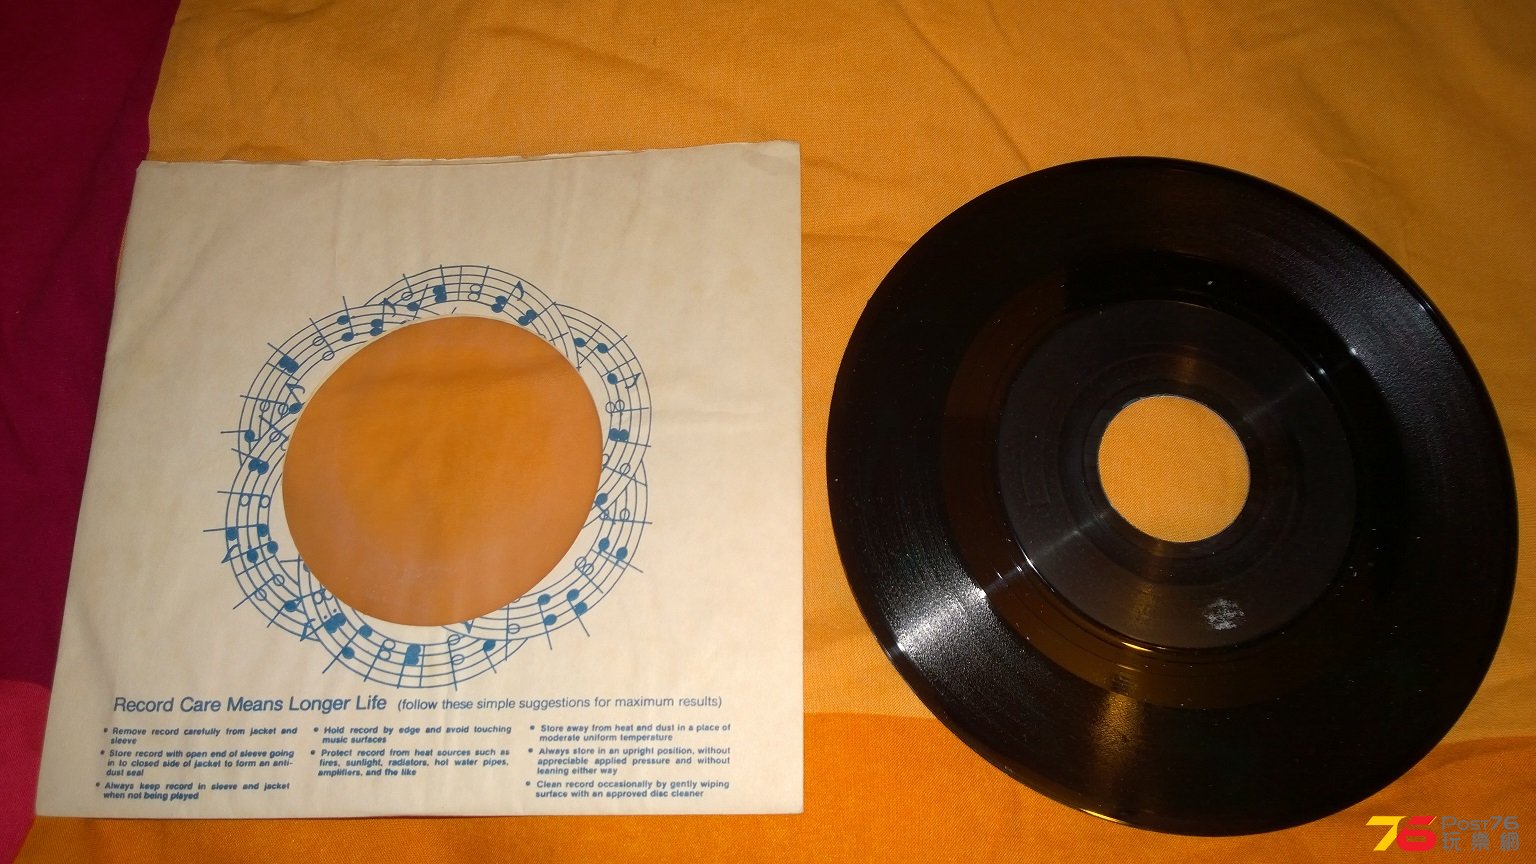 Record Care Means Longer Life (follow these simple suggestions for maximum results)
• Remove record carefully from jacket and
sleeve
• Store record with open end of sleeve going
in to closed side of jacket to form an anti-
dust seal
• Always keep record in sleeve and jacket
when not being played
• Hold record by edge and avoid touching
music surfaces
• Protect record from heat sources such as
fires, sunlight, radiators, hot water pipes,
amplifiers, and the like
• Store away from heat and dust in a place of
moderate uniform temperature
• Always store in an upright position, without
appreciable applied pressure and without
leaning either way
• Clean record occasionally by gently wiping
surface with an approved disc cleaner
76 POST76
玩樂網